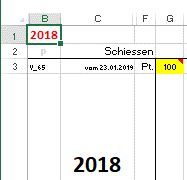 B C F G
1 2018
2 P Schiessen
3 V_65 vom 23.01.2019 Pt. 100
2018